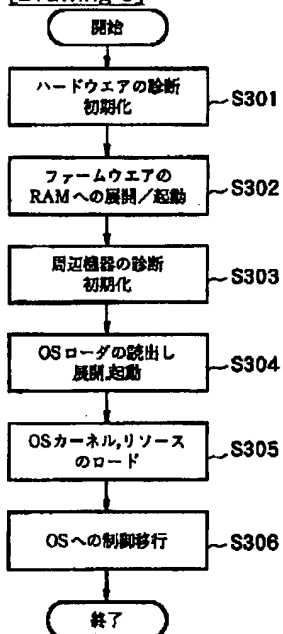 開始
ハードウエアの診断
初期化
S301
ファームウエアの
RAMへの展開/起動
S302
周辺機器の診断
初期化
S303
OSローダの読出し
展開,起動
S304
OSカーネル,リソース
のロード
S305
OSへの制御移行
S306
終了